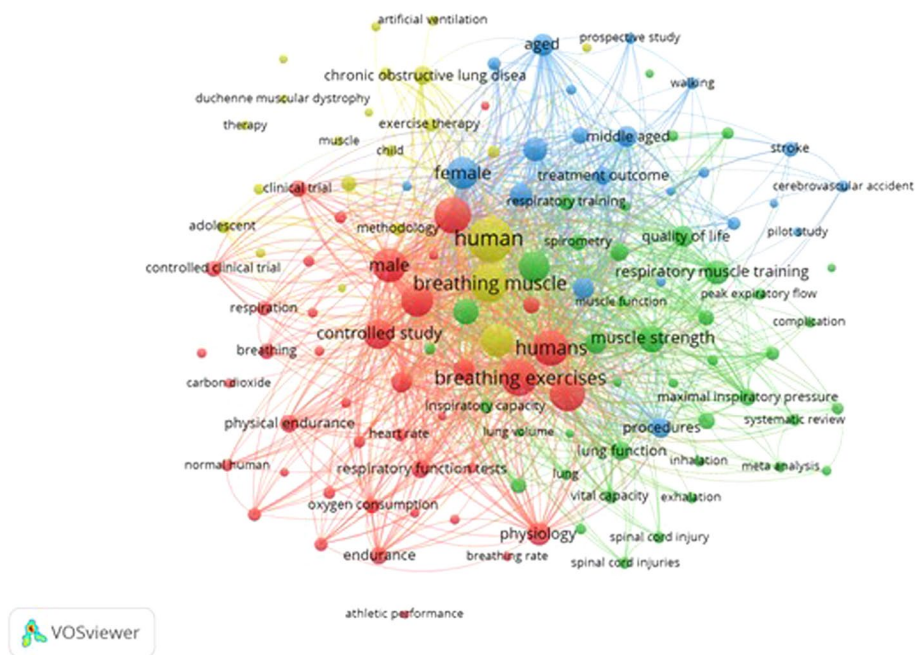 artificial ventilation
prospective study
aged
chronic obstructive lung disea
walking
duchenne muscular dystrophy
therapy
exercise therapy
middle aged
muscle
child
stroke
female
treatment outcome
clinical trial
cerebrovascular accident
respiratory training
adolescent
methodology
human
spirometry
quality of life
pilot study
controlled clinical trial
male
respiratory muscle training
breathing muscle
peak expiratory flow
muscle function
respiration
complication
controlled study
muscle strength
breathing
humans
carbon dioxide
breathing exercises
maximal inspiratory pressure
inspiratory capacity
physical endurance
systematic review
heart rate
lung volume
procedures
lung function
normal human
respiratory function tests
inhalation
meta analysis
lung
oxygen consumption
vital capacity
exhalation
physiology
spinal cord injury
endurance
breathing rate
spinal cord injuries
athletic performance
VOSviewer